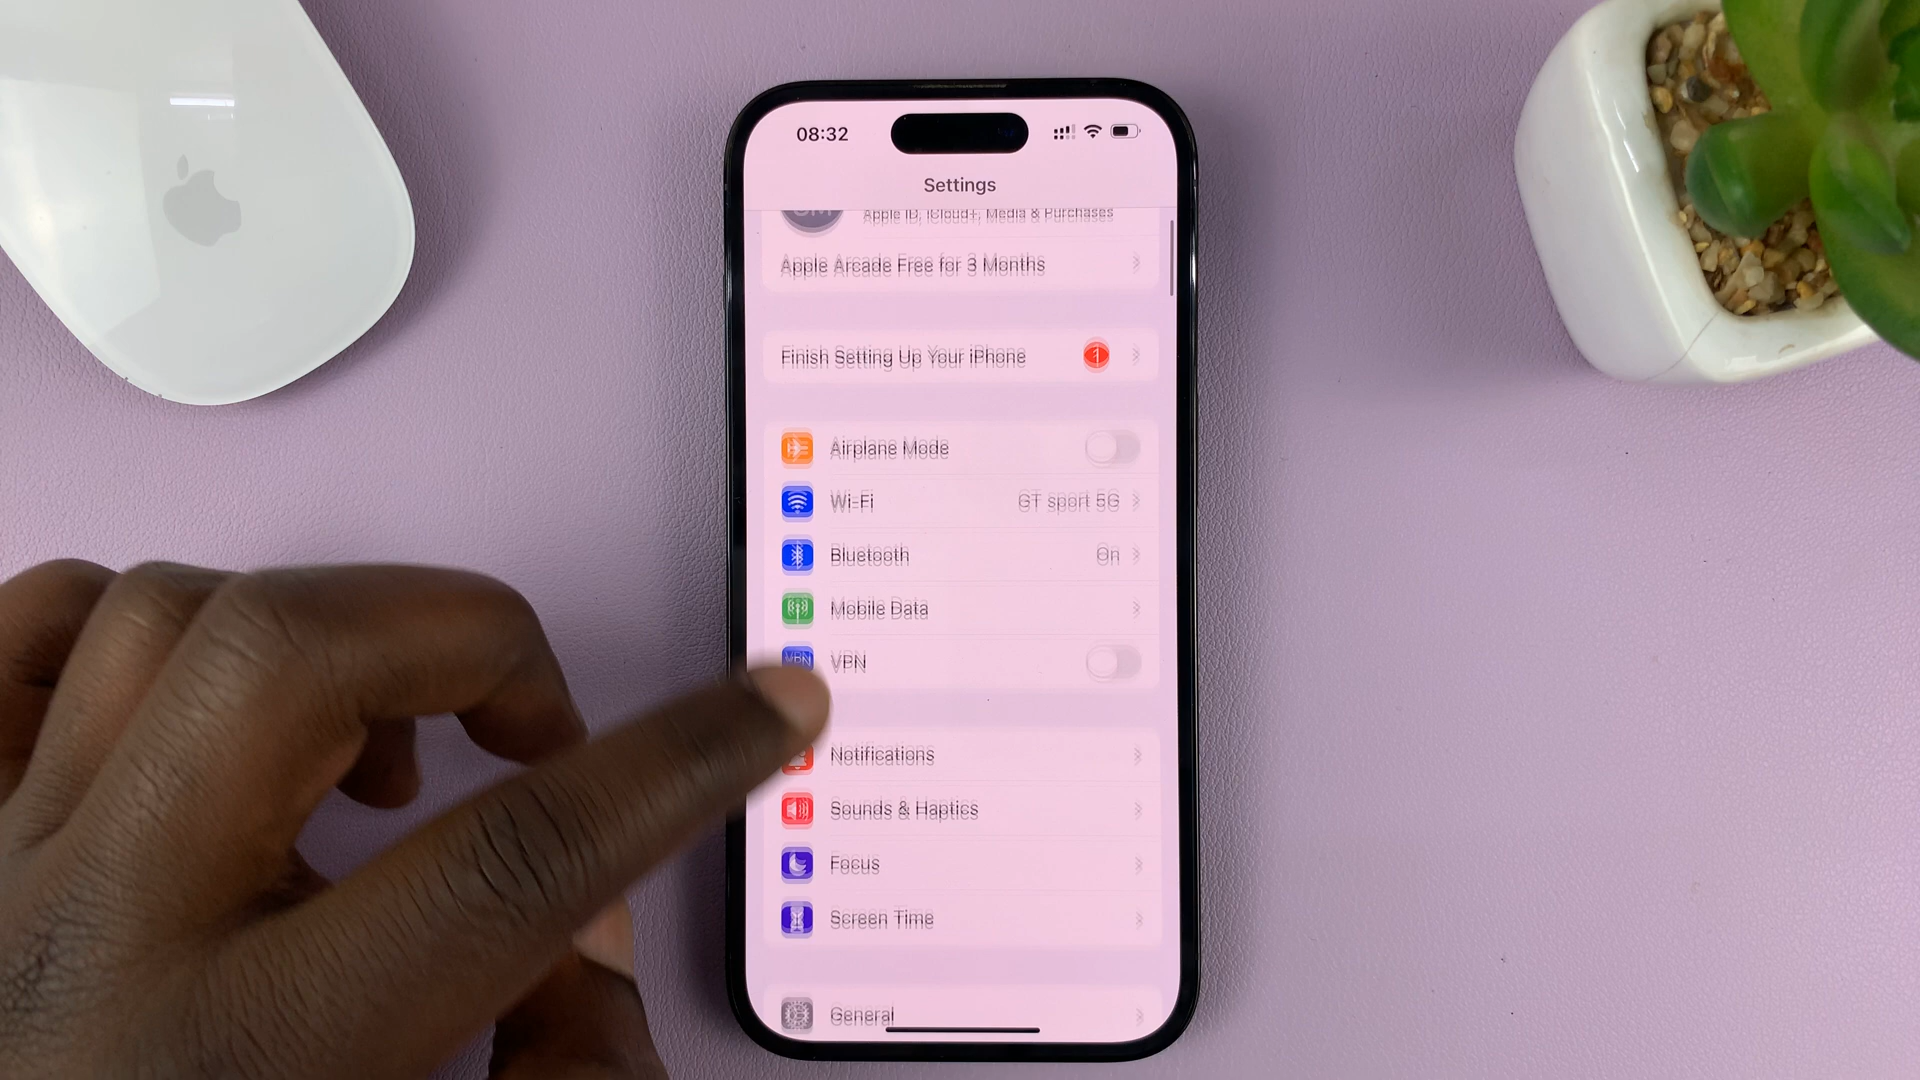 08:32
Settings
Apple ID, iCloud+, Media & Purchases
Apple Arcade Free for 3 Months
Finish Setting Up Your iPhone 1
Airplane Mode
Wi-Fi GT sport 5G
Bluetooth On
Mobile Data
VPN VPN
Notifications
Sounds & Haptics
Focus
Screen Time
General